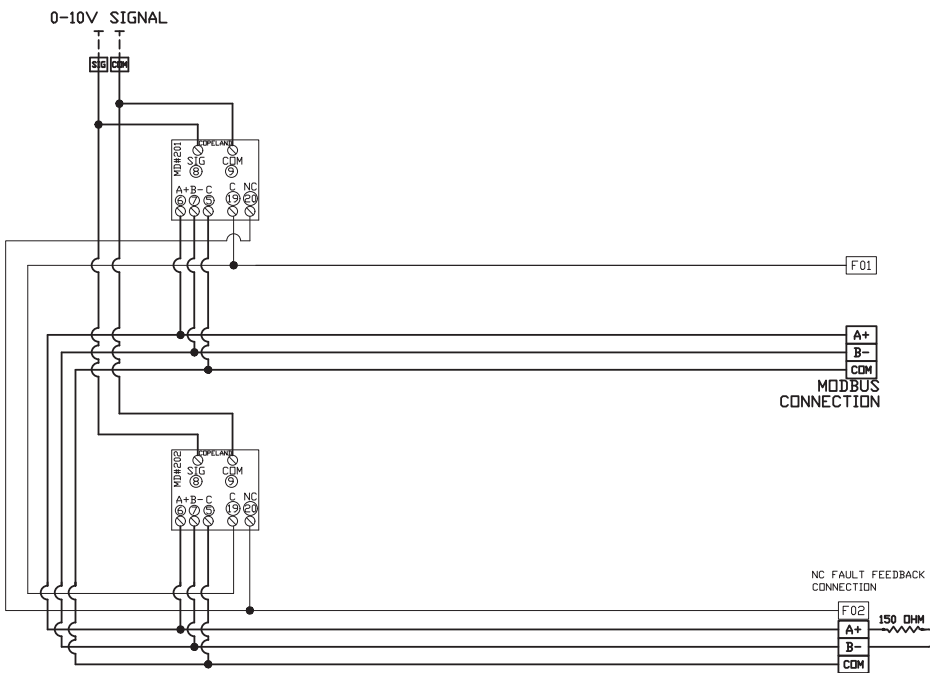 0-10V SIGNAL
SIG COM
COPELAND
MD#201
SIG COM
8 9
A+ B- C C NC
6 7 5 19 20
F01
A+
B-
COM
MODBUS
CONNECTION
COPELAND
MD#202
SIG COM
8 9
A+ B- C C NC
6 7 5 19 20
NC FAULT FEEDBACK
CONNECTION
F02
A+ 150 OHM
B-
COM